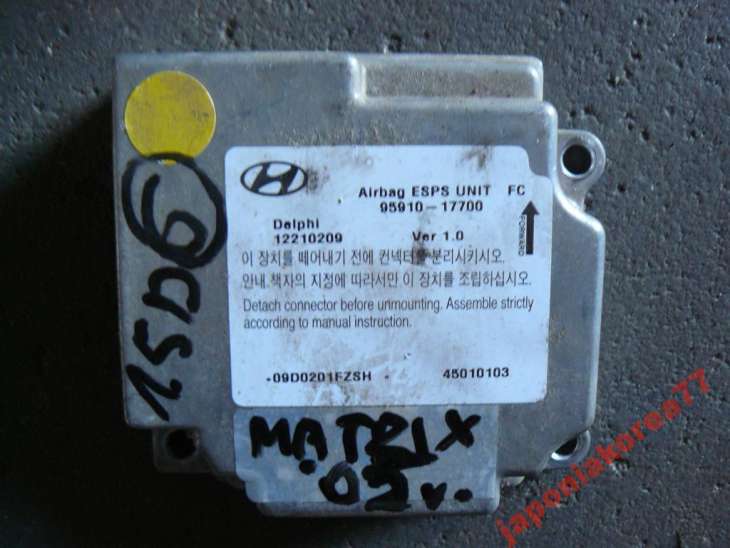 Airbag ESPS UNIT FC
95910-17700
FORWARD
Delphi
12210209 Ver 1.0
이 장치를 떼어내기 전에 컨넥터를 분리시키시오.
안내 책자의 지정에 따라서만 이 장치를 조립하십시오.
Detach connector before unmounting. Assemble strictly
according to manual instruction.
-09D0201FZSH - 45010103
MATRIX
japoniakorea77